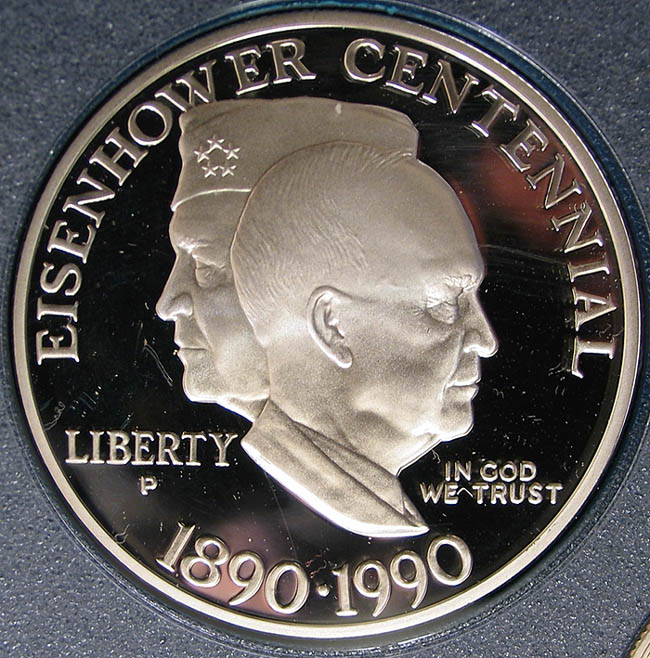 EISENHOWER CENTENNIAL
LIBERTY
P
IN GOD
WE TRUST
1890·1990